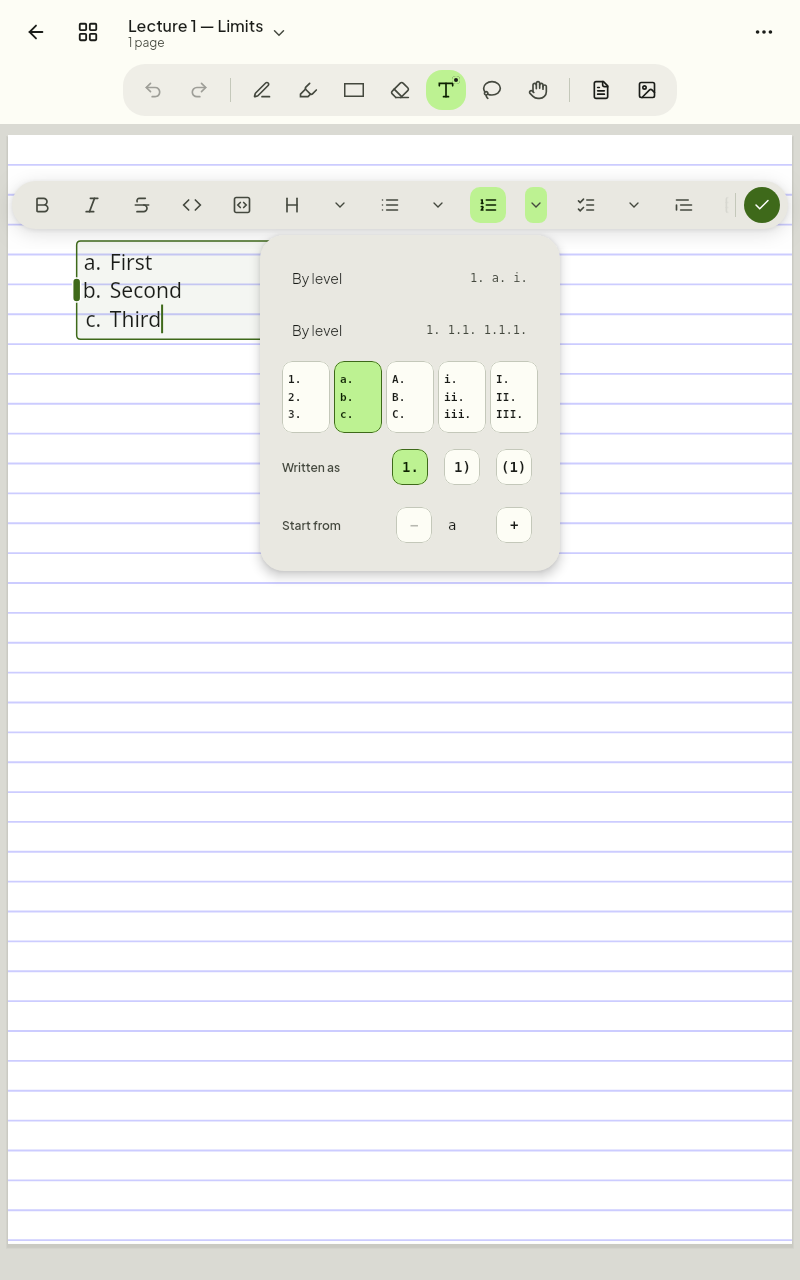 Lecture 1 — Limits
1 page
a. First
b. Second
c. Third
By level 1. a. i.
By level 1. 1.1. 1.1.1.
1. a. A. i. I.
2. b. B. ii. II.
3. c. C. iii. III.
Written as 1. 1) (1)
Start from − a +